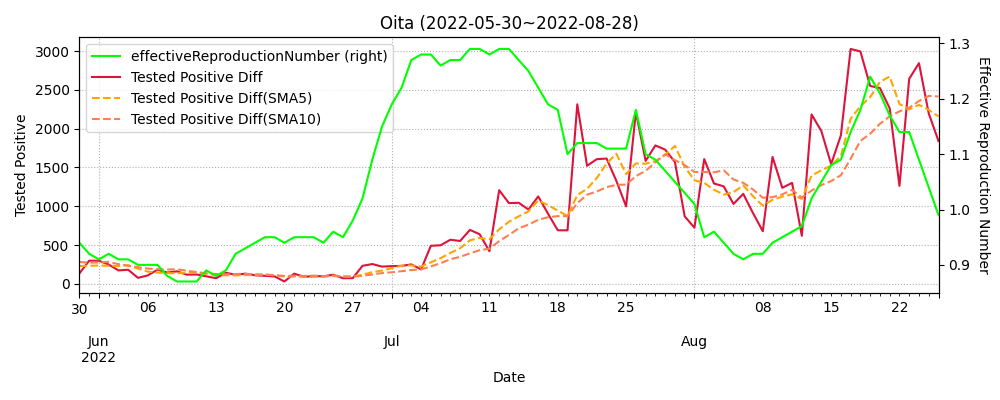 Oita (2022-05-30~2022-08-28)
effectiveReproductionNumber (right)
Tested Positive Diff
Tested Positive Diff(SMA5)
Tested Positive Diff(SMA10)
Tested Positive
3000
2500
2000
1500
1000
500
0
Effective Reproduction Number
1.3
1.2
1.1
1.0
0.9
30 06 13 20 27 04 11 18 25 08 15 22
Jun Jul Aug
2022
Date